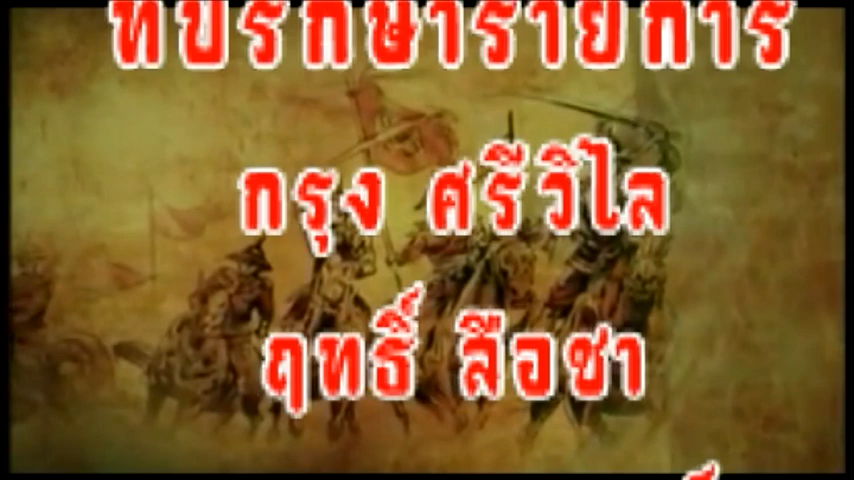 ที่ปรึกษารายการ
กรุง ศรีวิไล
ฤทธิ์ ลือชา